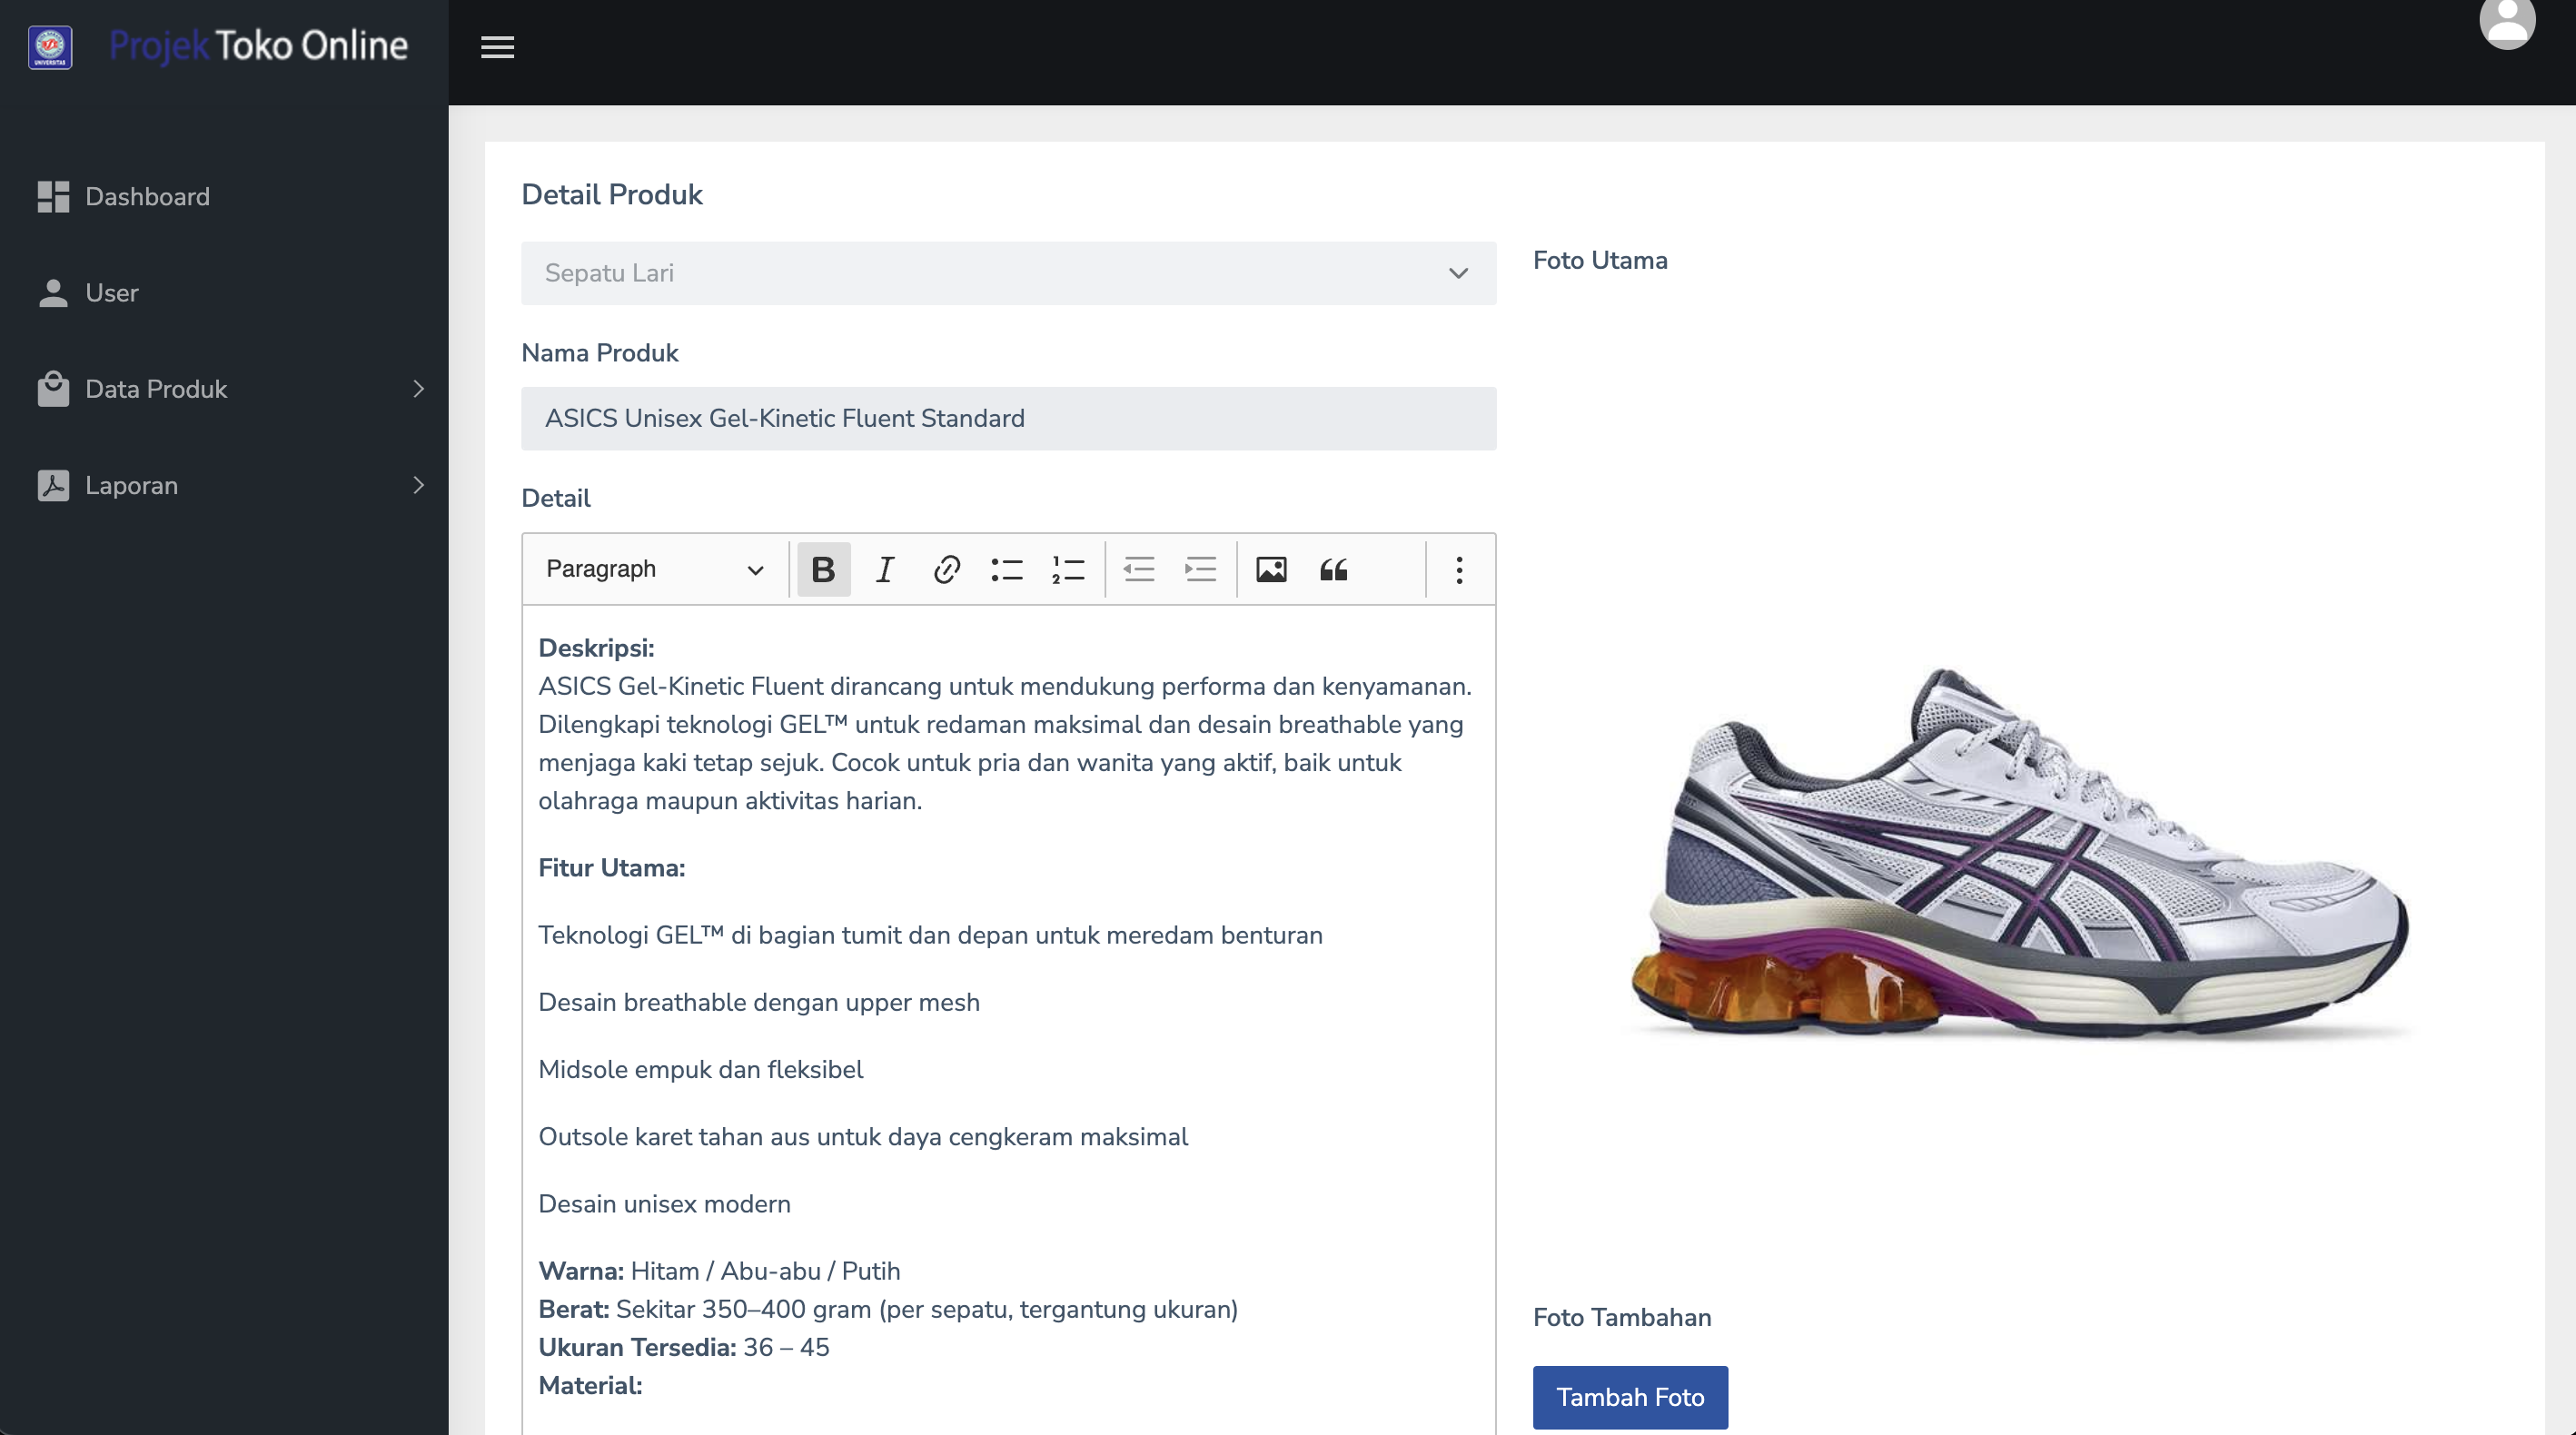 UNIVERSITAS
Projek Toko Online
Dashboard
User
Data Produk
Laporan
Detail Produk
Sepatu Lari
Nama Produk
ASICS Unisex Gel-Kinetic Fluent Standard
Detail
Paragraph
Deskripsi:
ASICS Gel-Kinetic Fluent dirancang untuk mendukung performa dan kenyamanan.
Dilengkapi teknologi GEL™ untuk redaman maksimal dan desain breathable yang
menjaga kaki tetap sejuk. Cocok untuk pria dan wanita yang aktif, baik untuk
olahraga maupun aktivitas harian.
Fitur Utama:
Teknologi GEL™ di bagian tumit dan depan untuk meredam benturan
Desain breathable dengan upper mesh
Midsole empuk dan fleksibel
Outsole karet tahan aus untuk daya cengkeram maksimal
Desain unisex modern
Warna: Hitam / Abu-abu / Putih
Berat: Sekitar 350–400 gram (per sepatu, tergantung ukuran)
Ukuran Tersedia: 36 – 45
Material:
Foto Utama
Foto Tambahan
Tambah Foto